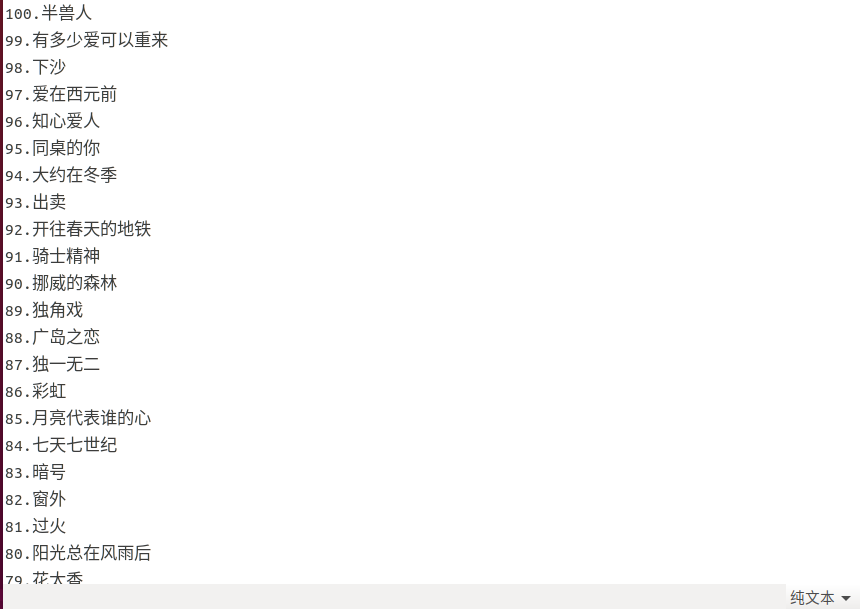 100.半兽人
99.有多少爱可以重来
98.下沙
97.爱在西元前
96.知心爱人
95.同桌的你
94.大约在冬季
93.出卖
92.开往春天的地铁
91.骑士精神
90.挪威的森林
89.独角戏
88.广岛之恋
87.独一无二
86.彩虹
85.月亮代表谁的心
84.七天七世纪
83.暗号
82.窗外
81.过火
80.阳光总在风雨后
79.花太香
纯文本